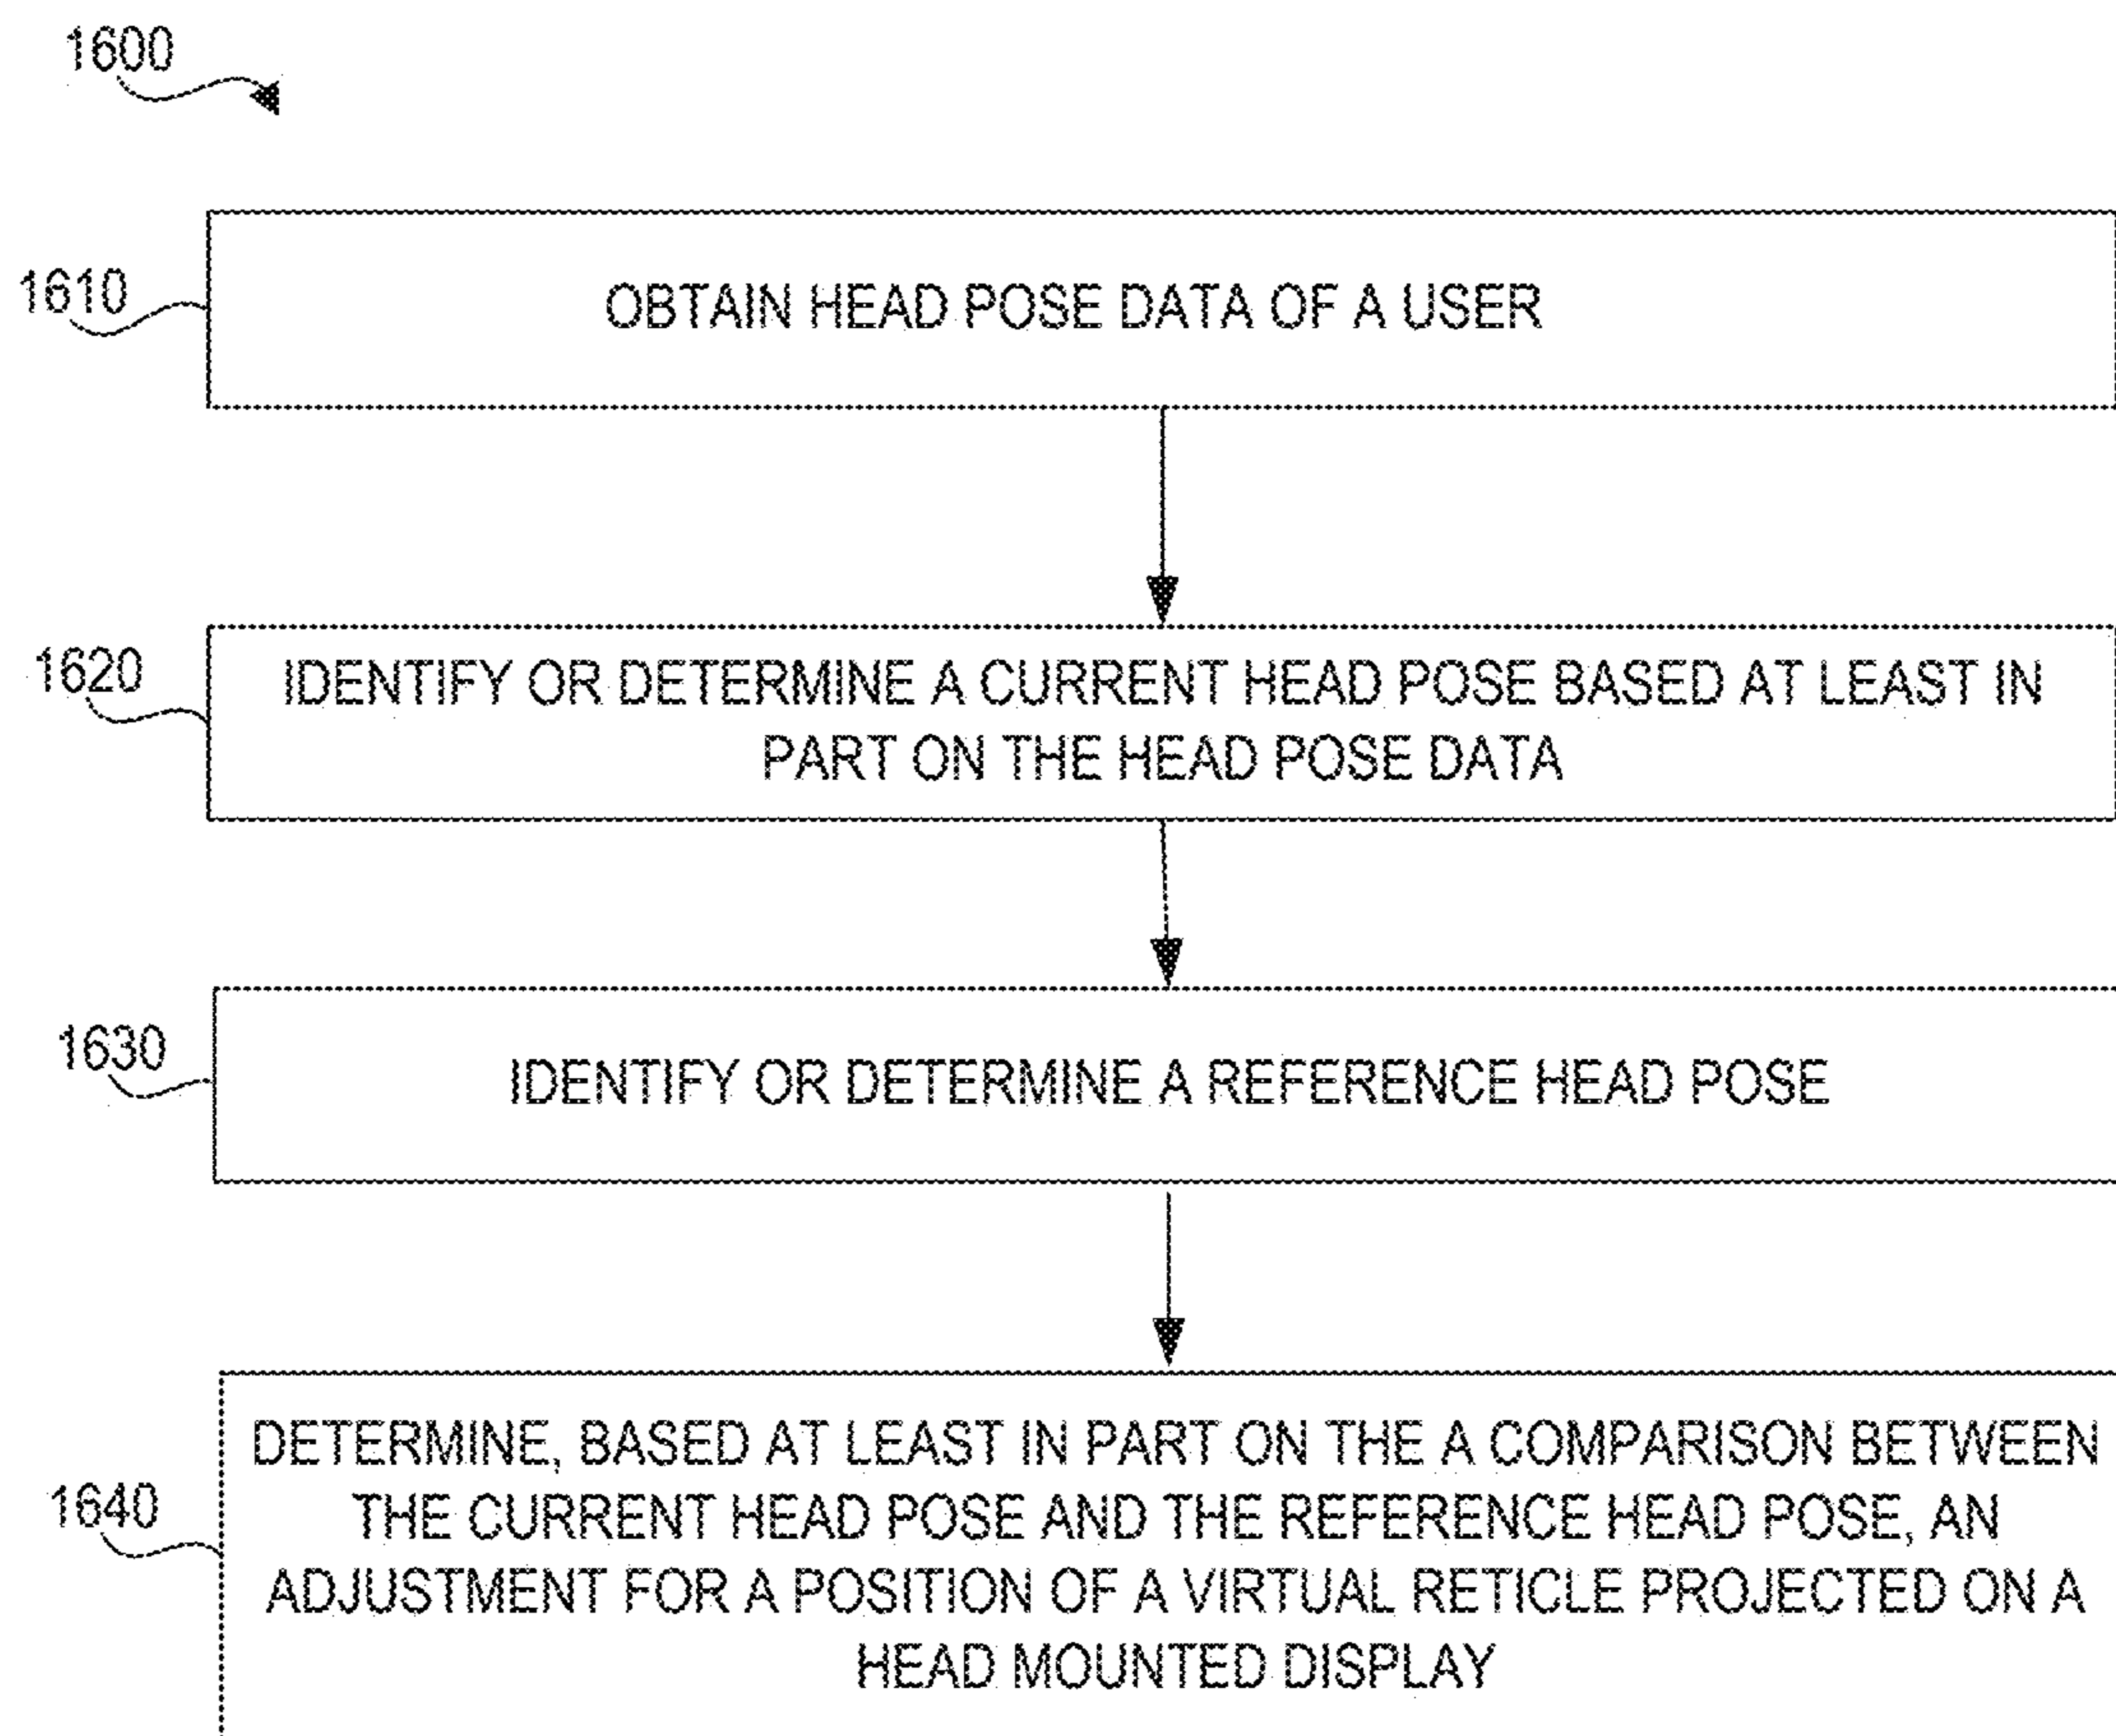 1600
1610
OBTAIN HEAD POSE DATA OF A USER
1620
IDENTIFY OR DETERMINE A CURRENT HEAD POSE BASED AT LEAST IN
PART ON THE HEAD POSE DATA
1630
IDENTIFY OR DETERMINE A REFERENCE HEAD POSE
1640
DETERMINE, BASED AT LEAST IN PART ON THE A COMPARISON BETWEEN
THE CURRENT HEAD POSE AND THE REFERENCE HEAD POSE, AN
ADJUSTMENT FOR A POSITION OF A VIRTUAL RETICLE PROJECTED ON A
HEAD MOUNTED DISPLAY